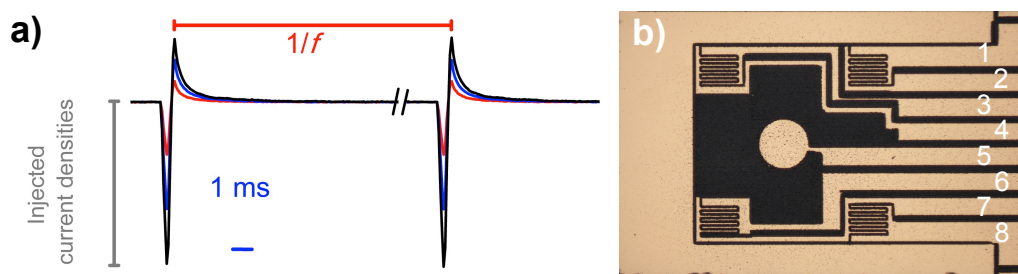 a)
1/f
Injected
current densities
1 ms
b)
1
2
3
4
5
6
7
8